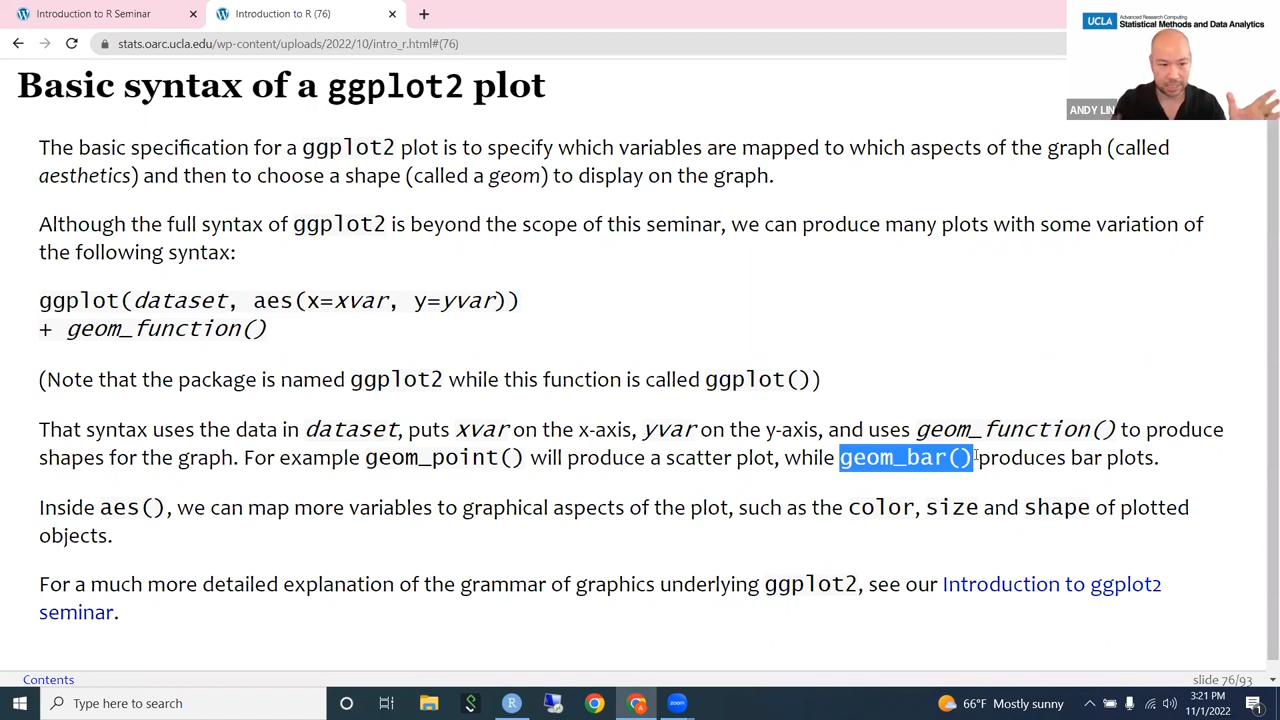 Introduction to R Seminar
Introduction to R (76)
stats.oarc.ucla.edu/wp-content/uploads/2022/10/intro_r.html#(76)
UCLA Advanced Research Computing
Statistical Methods and Data Analytics
ANDY LIN
Basic syntax of a ggplot2 plot
The basic specification for a ggplot2 plot is to specify which variables are mapped to which aspects of the graph (called
aesthetics) and then to choose a shape (called a geom) to display on the graph.
Although the full syntax of ggplot2 is beyond the scope of this seminar, we can produce many plots with some variation of
the following syntax:
ggplot(dataset, aes(x=xvar, y=yvar))
+ geom_function()
(Note that the package is named ggplot2 while this function is called ggplot())
That syntax uses the data in dataset, puts xvar on the x-axis, yvar on the y-axis, and uses geom_function() to produce
shapes for the graph. For example geom_point() will produce a scatter plot, while geom_bar() produces bar plots.
Inside aes(), we can map more variables to graphical aspects of the plot, such as the color, size and shape of plotted
objects.
For a much more detailed explanation of the grammar of graphics underlying ggplot2, see our Introduction to ggplot2
seminar.
Contents
slide 76/93
Type here to search
zoom
66°F Mostly sunny
3:21 PM
11/1/2022